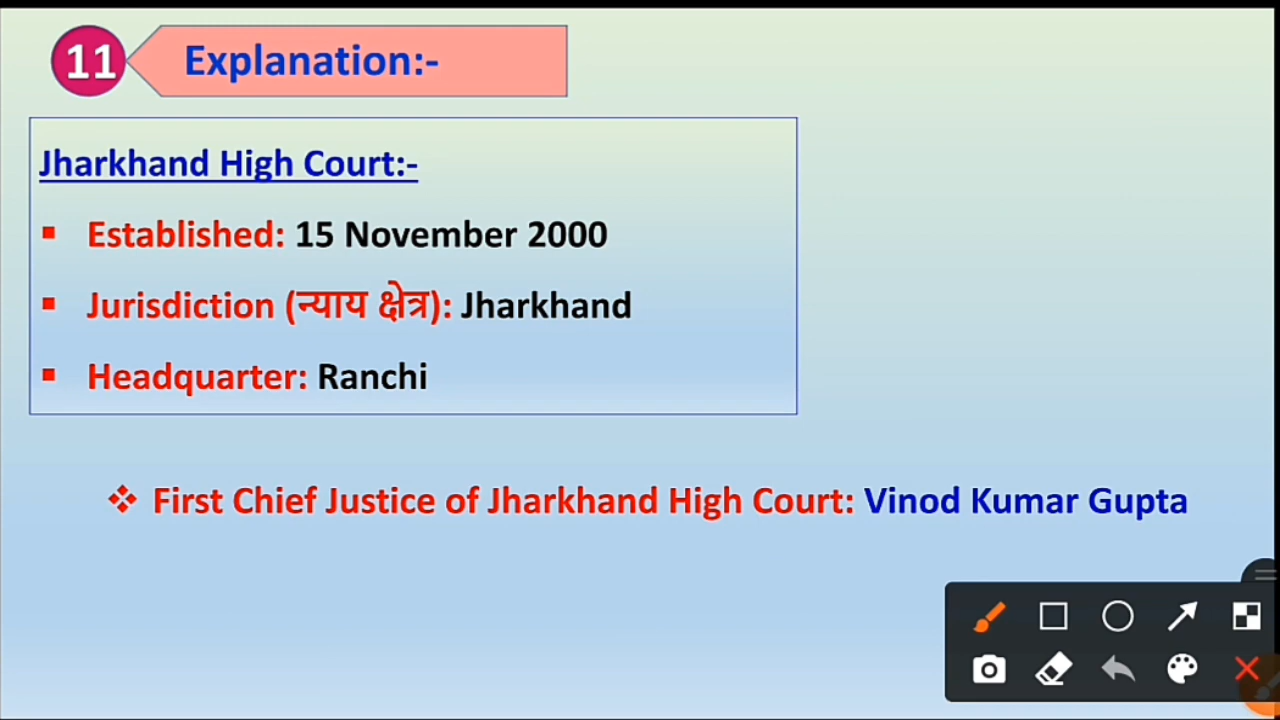 11
Explanation:-
Jharkhand High Court:-
Established: 15 November 2000
Jurisdiction (न्याय क्षेत्र): Jharkhand
Headquarter: Ranchi
First Chief Justice of Jharkhand High Court: Vinod Kumar Gupta